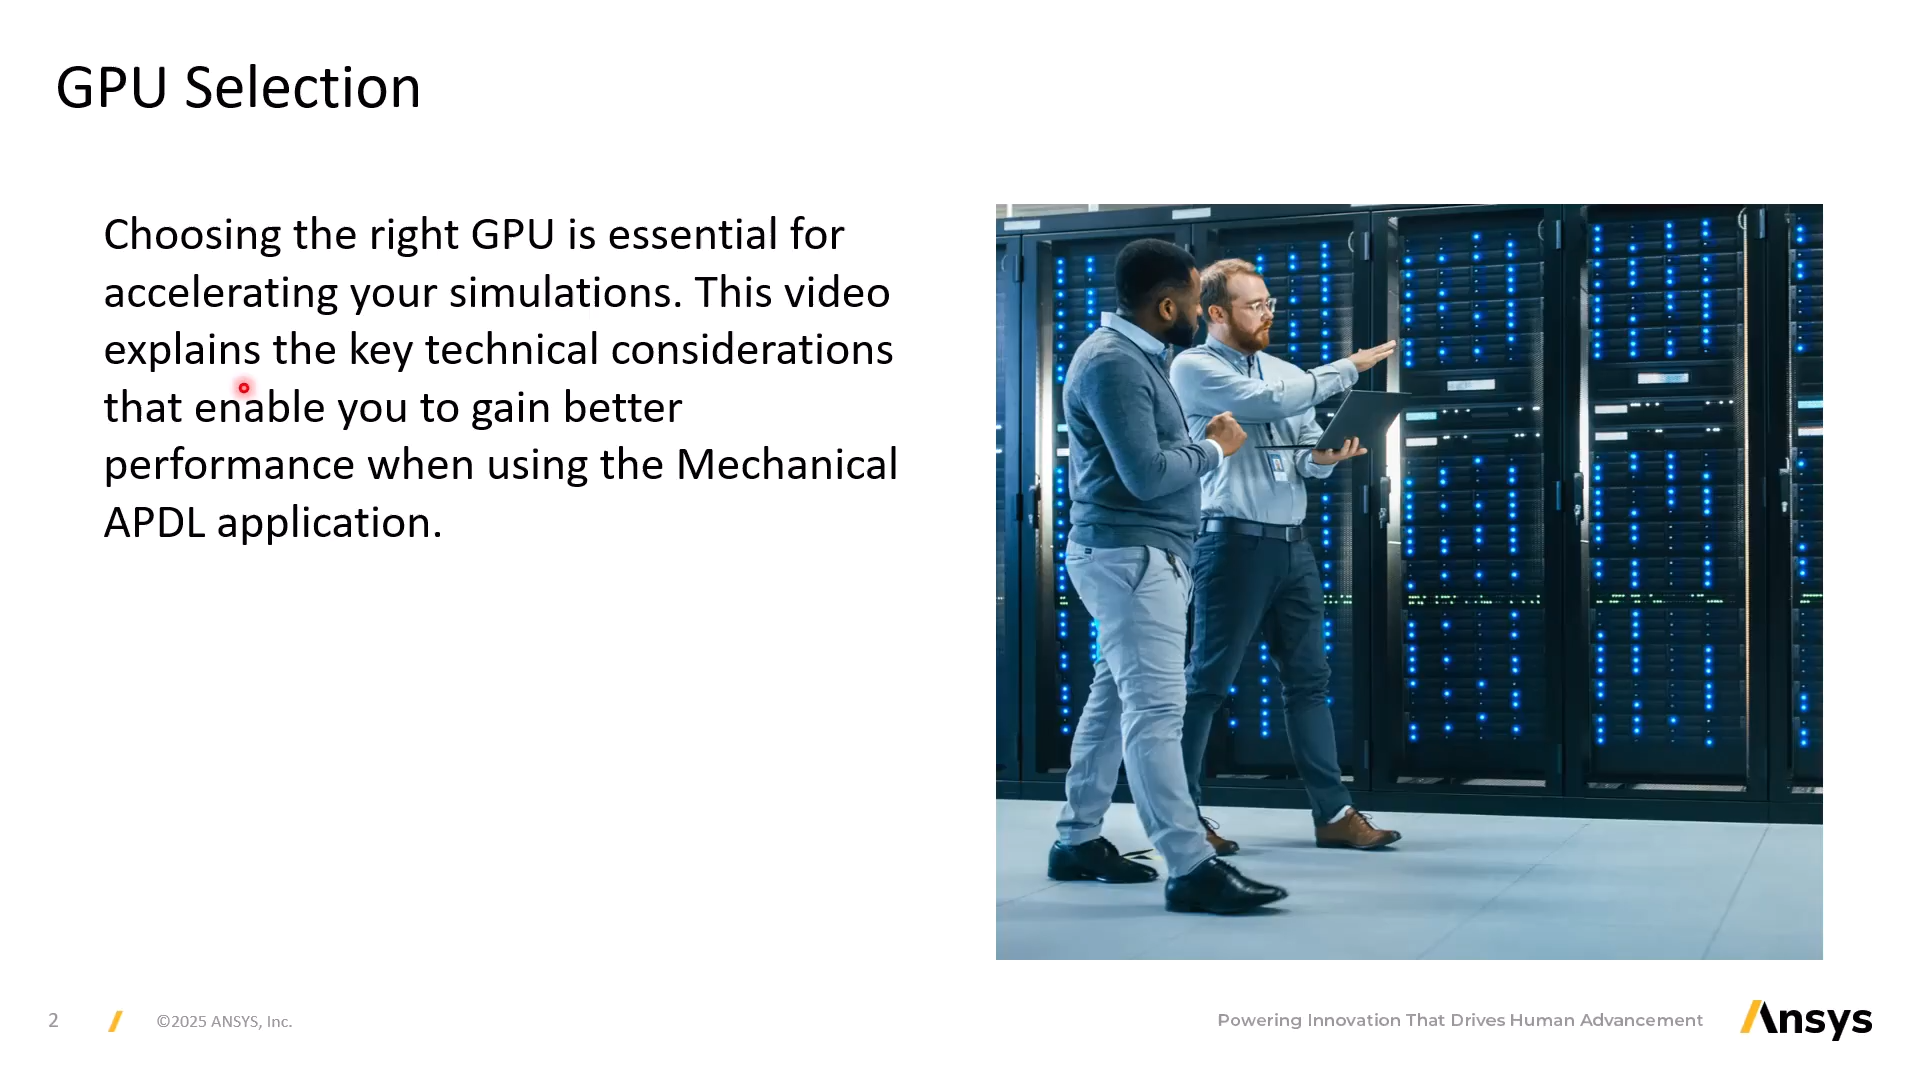 GPU Selection
Choosing the right GPU is essential for
accelerating your simulations. This video
explains the key technical considerations
that enable you to gain better
performance when using the Mechanical
APDL application.
2
©2025 ANSYS, Inc.
Powering Innovation That Drives Human Advancement
Ansys